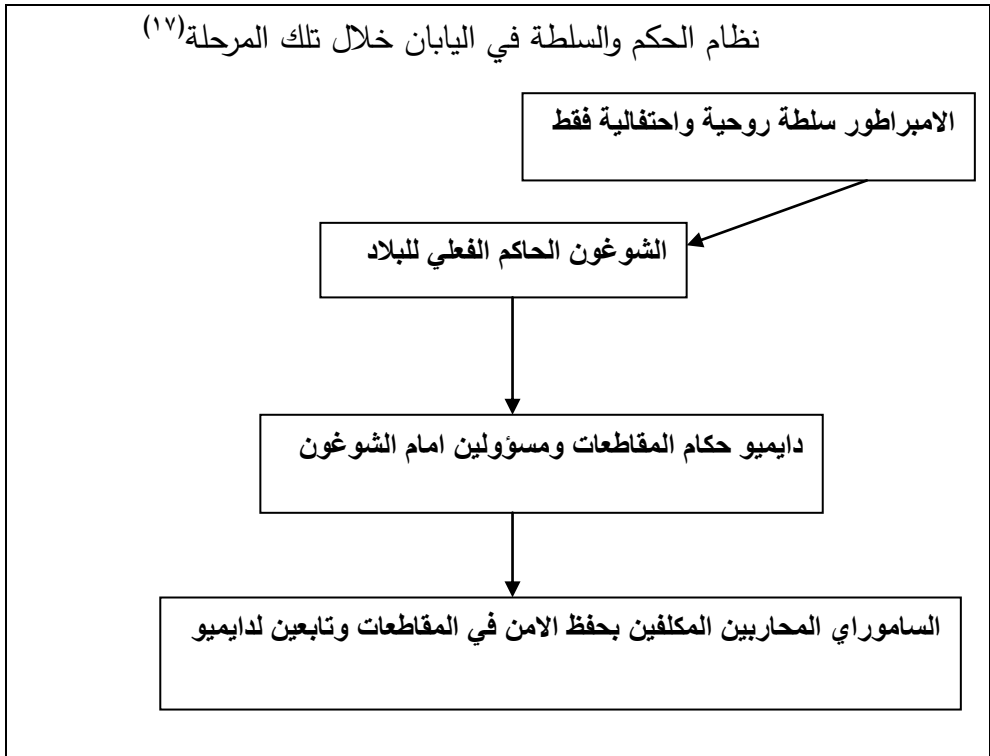 نظام الحكم والسلطة في اليابان خلال تلك المرحلة(١٧)
الامبراطور سلطة روحية واحتفالية فقط
الشوغون الحاكم الفعلي للبلاد
دايميو حكام المقاطعات ومسؤولين امام الشوغون
الساموراي المحاربين المكلفين بحفظ الامن في المقاطعات وتابعين لدايميو